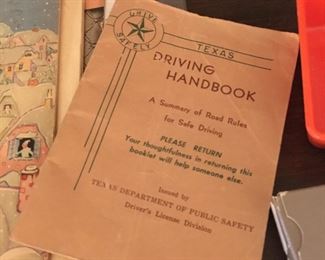 DRIVE
SAFELY
TEXAS
DRIVING
HANDBOOK
A Summary of Road Rules
for Safe Driving
PLEASE RETURN
Your thoughtfulness in returning this
booklet will help someone else.
Issued by
TEXAS DEPARTMENT OF PUBLIC SAFETY
Driver's License Division